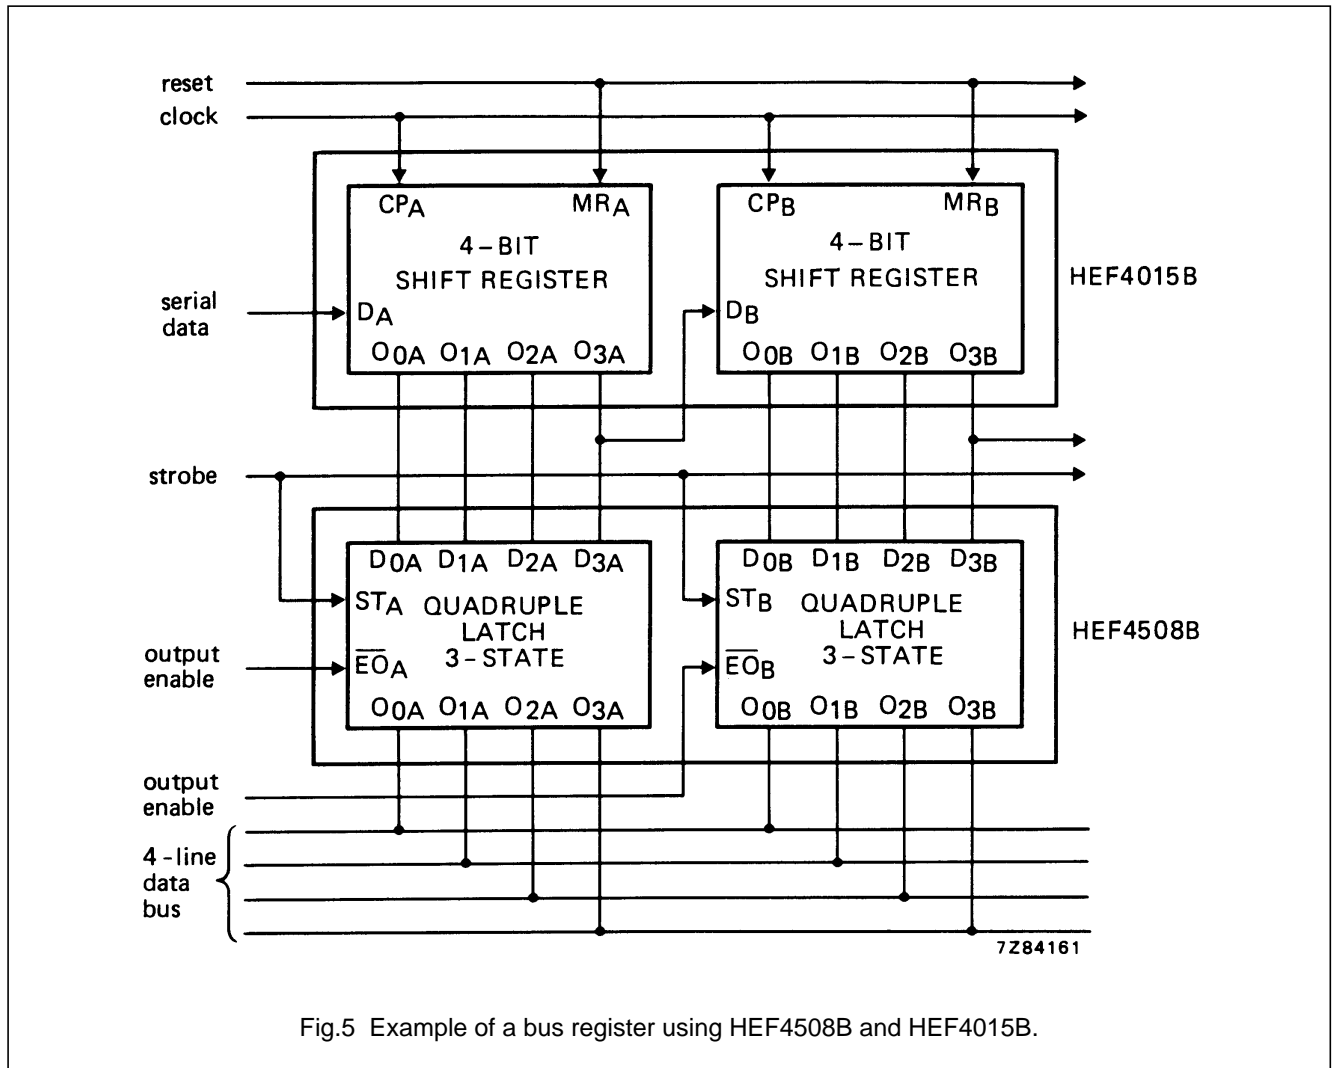 reset
clock
CPA MRA
4-BIT
SHIFT REGISTER
DA
O0A O1A O2A O3A
CPB MRB
4-BIT
SHIFT REGISTER
DB
O0B O1B O2B O3B
HEF4015B
serial
data
strobe
D0A D1A D2A D3A
STA QUADRUPLE
LATCH
3-STATE
E̅O̅A
O0A O1A O2A O3A
D0B D1B D2B D3B
STB QUADRUPLE
LATCH
3-STATE
E̅O̅B
O0B O1B O2B O3B
HEF4508B
output
enable
output
enable
4-line
data
bus
7Z84161
Fig.5 Example of a bus register using HEF4508B and HEF4015B.